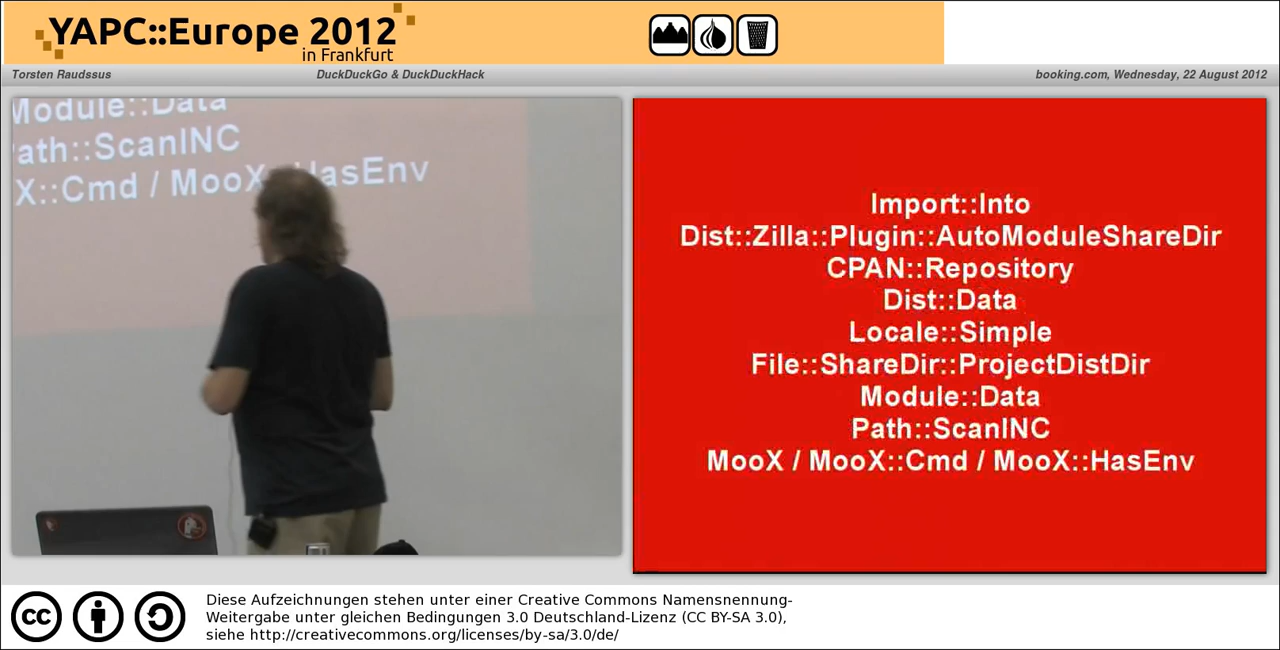 YAPC::Europe 2012
in Frankfurt
Torsten Raudssus
DuckDuckGo & DuckDuckHack
booking.com, Wednesday, 22 August 2012
Module::Data
ath::ScanINC
X::Cmd / MooX HasEnv
Import::Into
Dist::Zilla::Plugin::AutoModuleShareDir
CPAN::Repository
Dist::Data
Locale::Simple
File::ShareDir::ProjectDistDir
Module::Data
Path::ScanINC
MooX / MooX::Cmd / MooX::HasEnv
cc
Diese Aufzeichnungen stehen unter einer Creative Commons Namensnennung-
Weitergabe unter gleichen Bedingungen 3.0 Deutschland-Lizenz (CC BY-SA 3.0),
siehe http://creativecommons.org/licenses/by-sa/3.0/de/